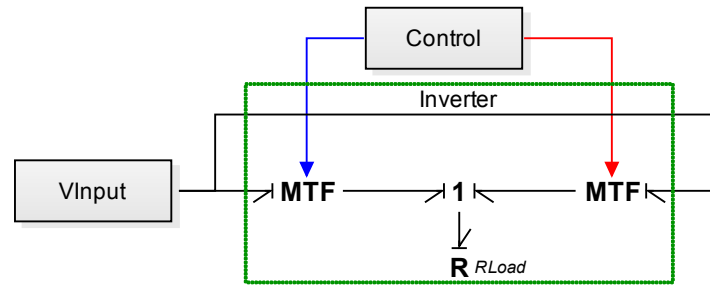 Control
Inverter
VInput
MTF 1 MTF
R RLoad